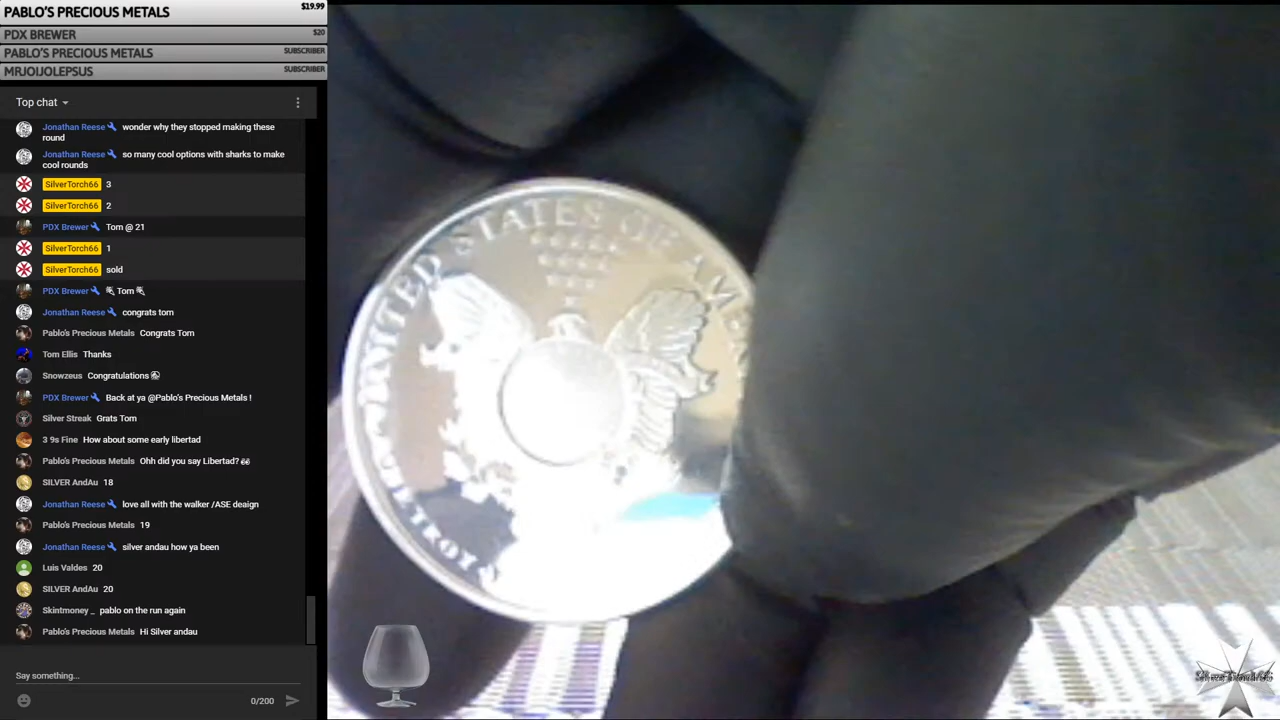 PABLO'S PRECIOUS METALS $19.99
PDX BREWER $20
PABLO'S PRECIOUS METALS SUBSCRIBER
MRJOIJOLEPSUS SUBSCRIBER
Top chat
Jonathan Reese wonder why they stopped making these
round
Jonathan Reese so many cool options with sharks to make
cool rounds
SilverTorch66 3
SilverTorch66 2
PDX Brewer Tom @ 21
SilverTorch66 1
SilverTorch66 sold
PDX Brewer Tom
Jonathan Reese congrats tom
Pablo's Precious Metals Congrats Tom
Tom Ellis Thanks
Snowzeus Congratulations
PDX Brewer Back at ya @Pablo's Precious Metals !
Silver Streak Grats Tom
3 9s Fine How about some early libertad
Pablo's Precious Metals Ohh did you say Libertad?
SILVER AndAu 18
Jonathan Reese love all with the walker /ASE deaign
Pablo's Precious Metals 19
Jonathan Reese silver andau how ya been
Luis Valdes 20
SILVER AndAu 20
Skintmoney _ pablo on the run again
Pablo's Precious Metals Hi Silver andau
Say something...
0/200
UNITED STATES OF AM
TROY
SilverTorch66